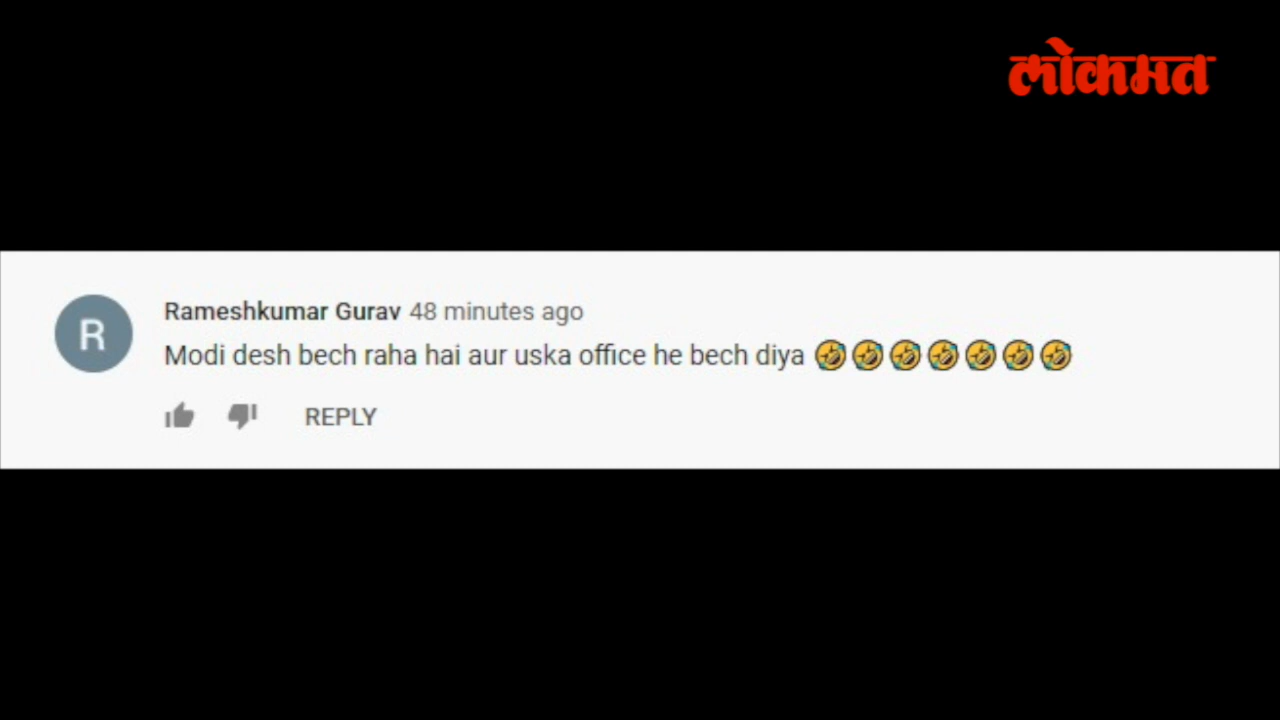 लोकमत
Rameshkumar Gurav 48 minutes ago
Modi desh bech raha hai aur uska office he bech diya 🤣🤣🤣🤣🤣🤣🤣
REPLY
R